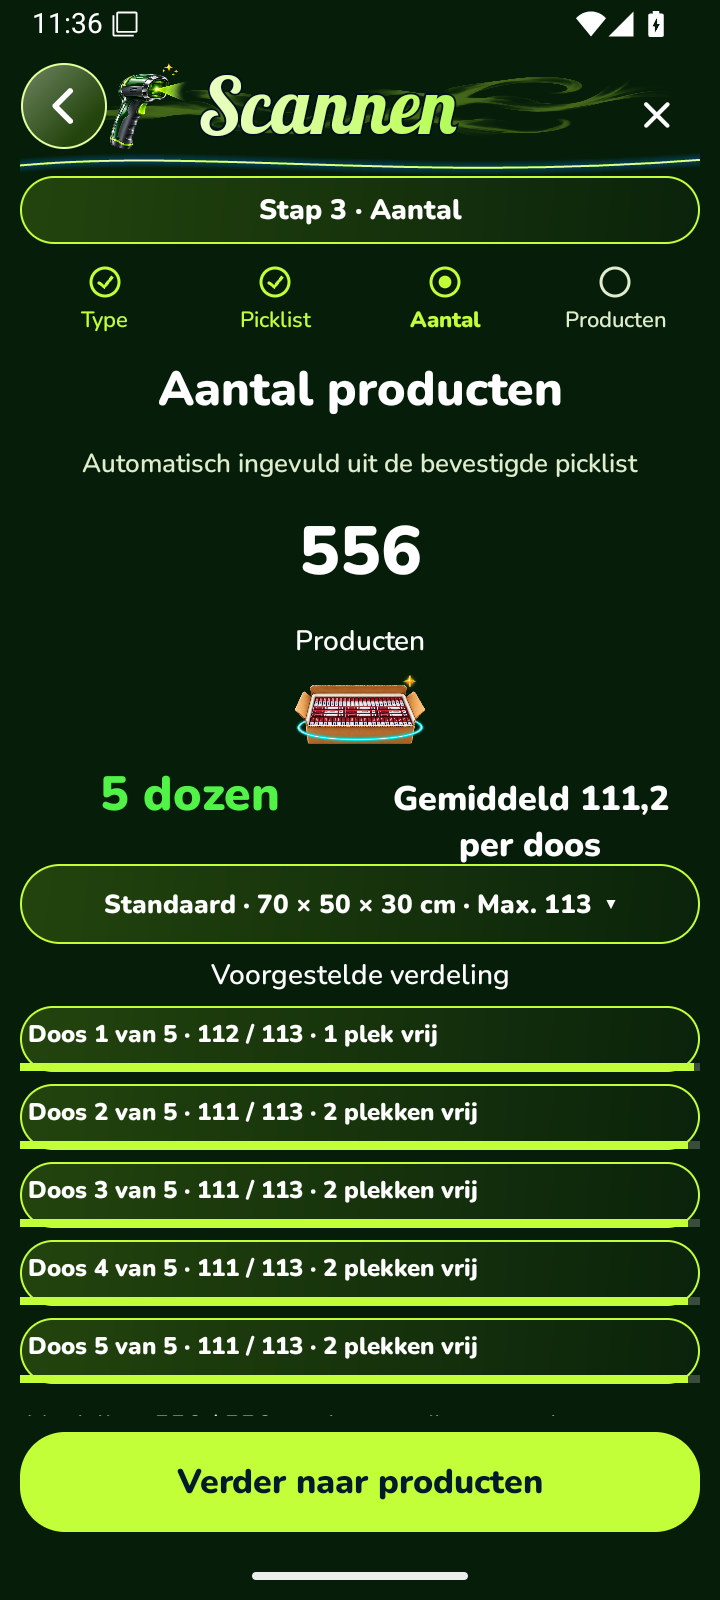 11:36
Scannen
Stap 3 · Aantal
Type
Picklist
Aantal
Producten
Aantal producten
Automatisch ingevuld uit de bevestigde picklist
556
Producten
5 dozen
Gemiddeld 111,2
per doos
Standaard · 70 × 50 × 30 cm · Max. 113 ▼
Voorgestelde verdeling
Doos 1 van 5 · 112 / 113 · 1 plek vrij
Doos 2 van 5 · 111 / 113 · 2 plekken vrij
Doos 3 van 5 · 111 / 113 · 2 plekken vrij
Doos 4 van 5 · 111 / 113 · 2 plekken vrij
Doos 5 van 5 · 111 / 113 · 2 plekken vrij
Verder naar producten